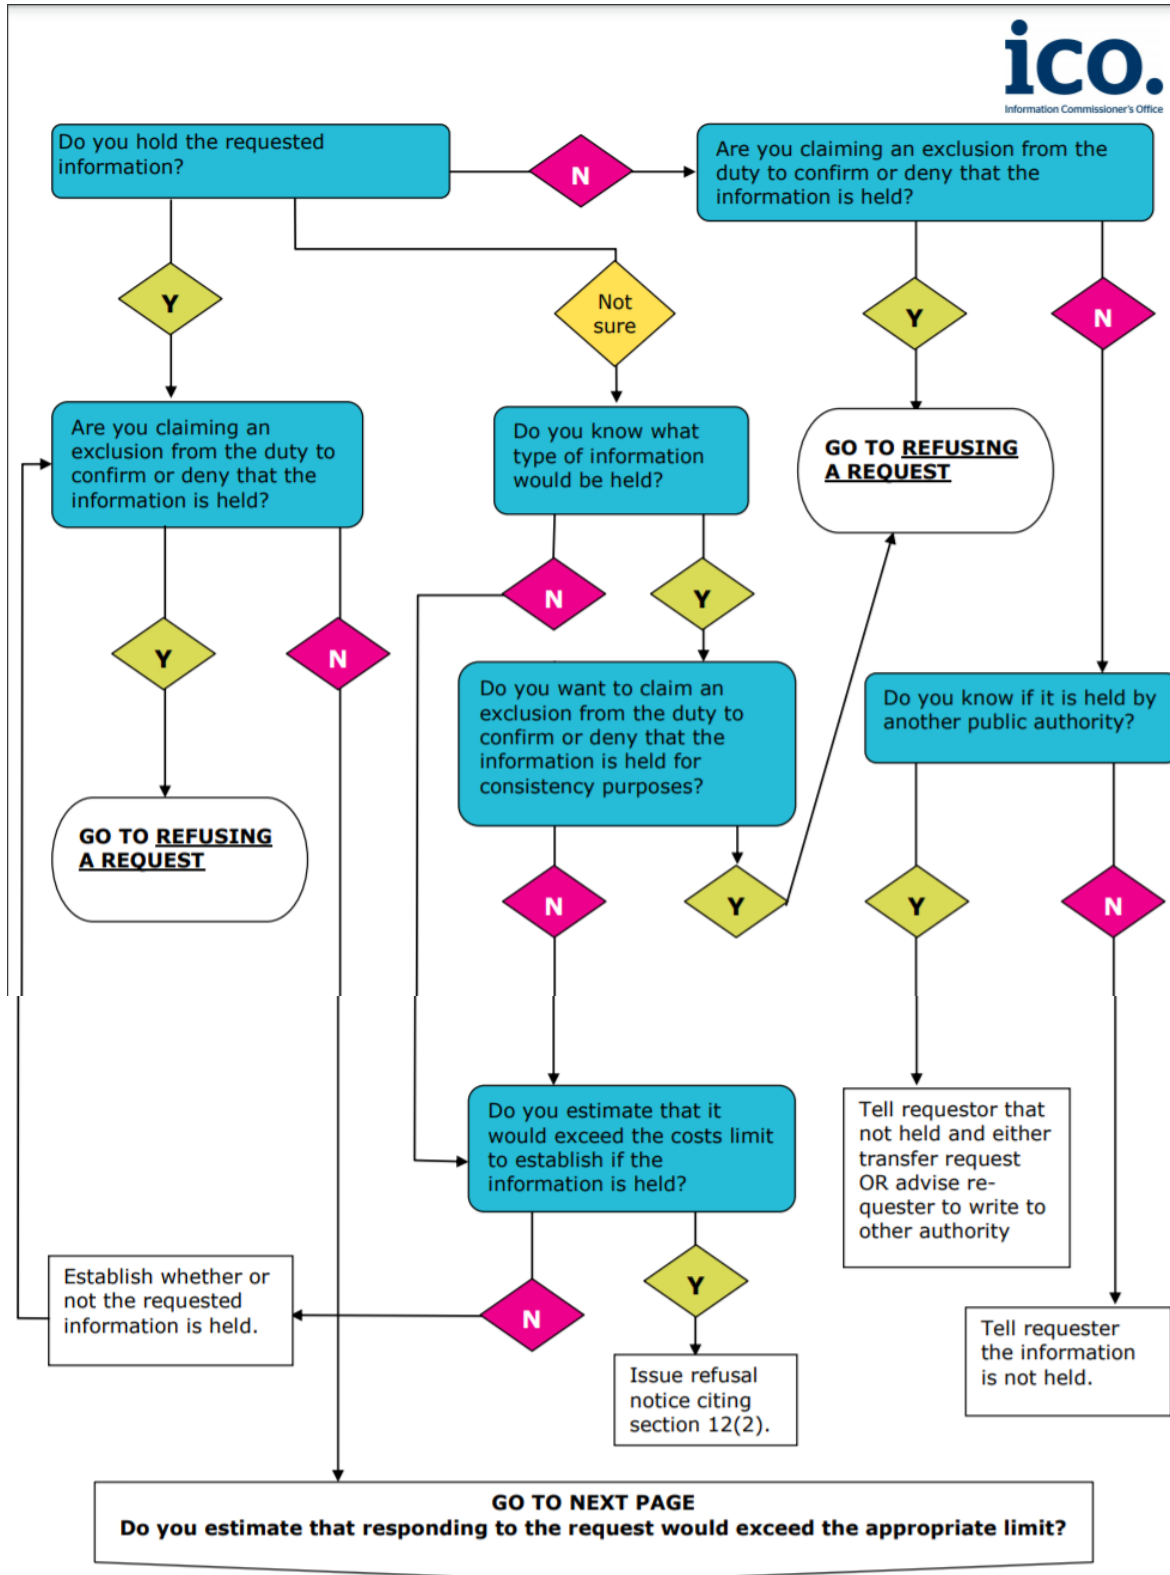 ico.
Information Commissioner's Office
Do you hold the requested
information?
N
Are you claiming an exclusion from the
duty to confirm or deny that the
information is held?
Y
Not
sure
Y
N
Are you claiming an
exclusion from the duty to
confirm or deny that the
information is held?
Do you know what
type of information
would be held?
GO TO REFUSING
A REQUEST
N
Y
Y
N
Do you want to claim an
exclusion from the duty to
confirm or deny that the
information is held for
consistency purposes?
Do you know if it is held by
another public authority?
GO TO REFUSING
A REQUEST
N
Y
Y
N
Do you estimate that it
would exceed the costs limit
to establish if the
information is held?
Tell requestor that
not held and either
transfer request
OR advise re-
quester to write to
other authority
Establish whether or
not the requested
information is held.
N
Y
Tell requester
the information
is not held.
Issue refusal
notice citing
section 12(2).
GO TO NEXT PAGE
Do you estimate that responding to the request would exceed the appropriate limit?